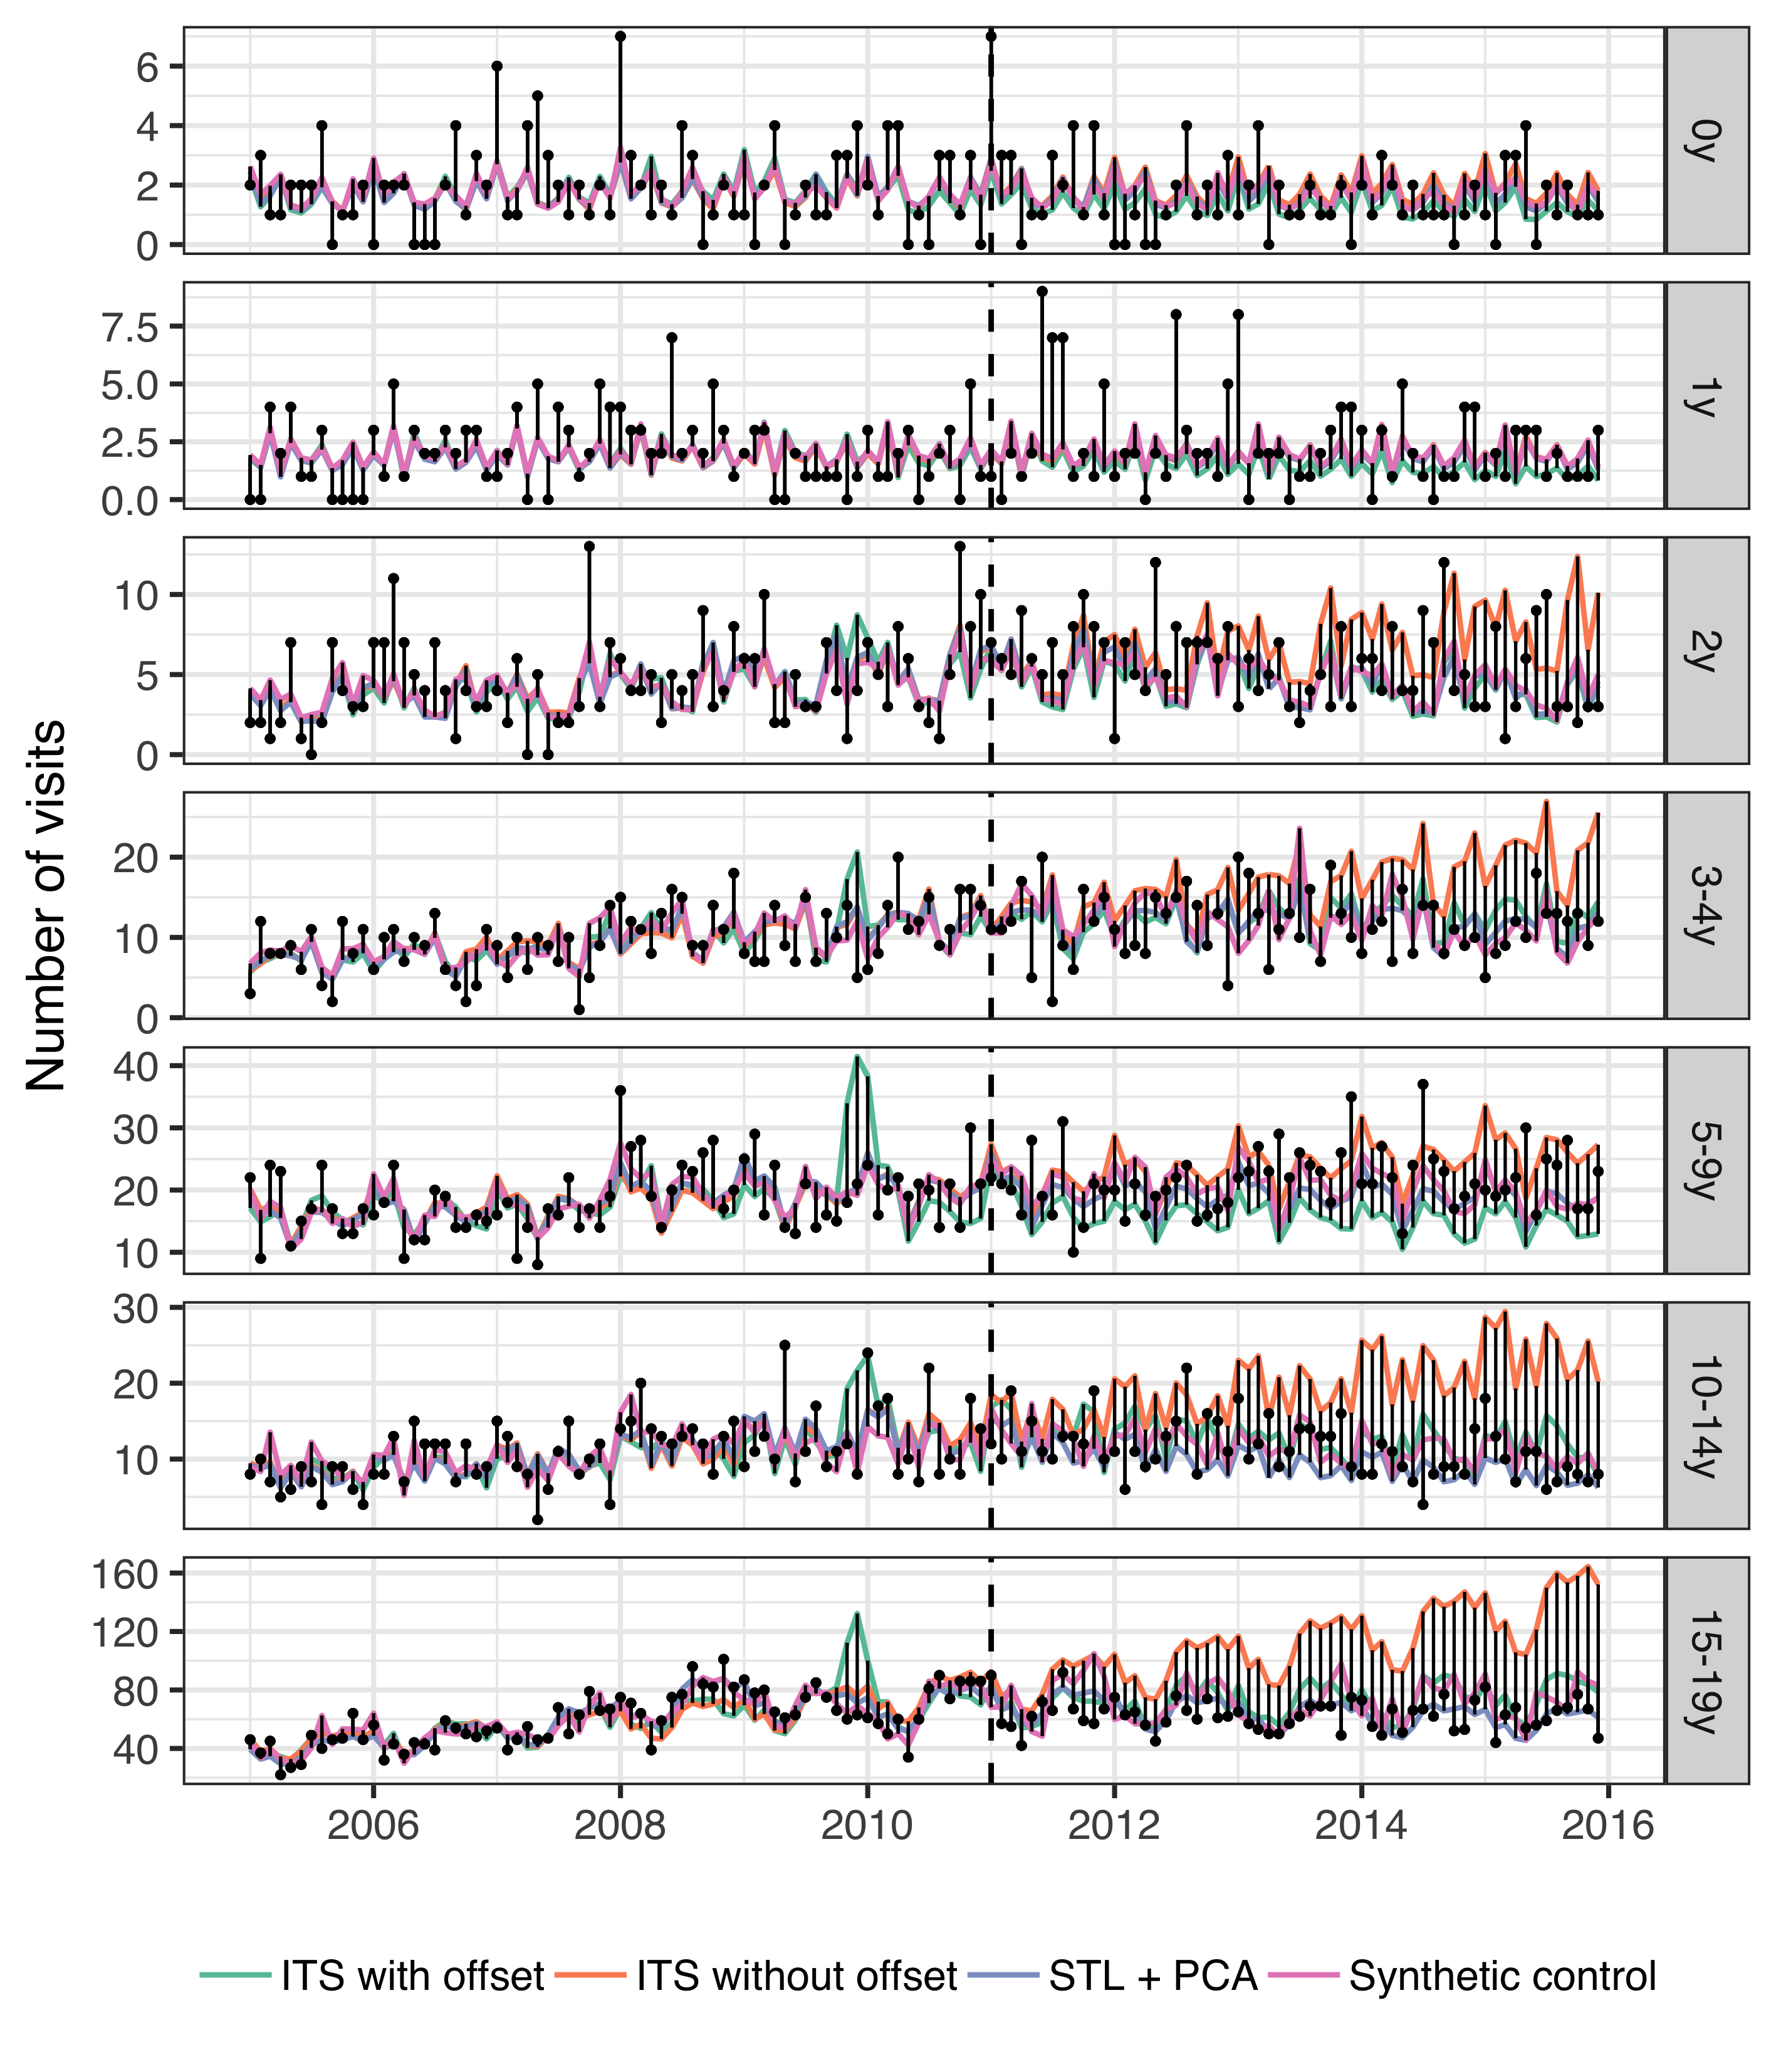 Number of visits
6
4
2
0
0y
7.5
5.0
2.5
0.0
1y
10
5
0
2y
20
10
0
3-4y
40
30
20
10
5-9y
30
20
10
10-14y
160
120
80
40
15-19y
2006 2008 2010 2012 2014 2016
ITS with offset ITS without offset STL + PCA Synthetic control